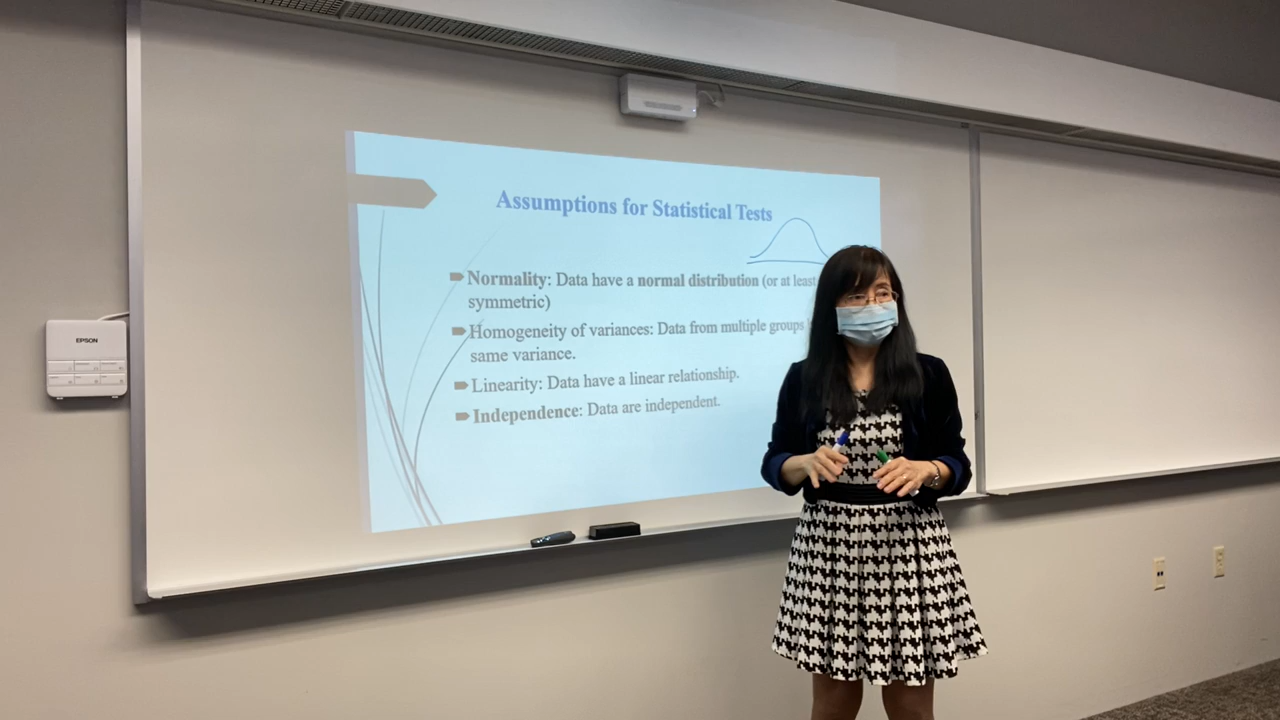 EPSON
Assumptions for Statistical Tests
Normality: Data have a normal distribution (or at least
symmetric)
Homogeneity of variances: Data from multiple groups
same variance.
Linearity: Data have a linear relationship.
Independence: Data are independent.